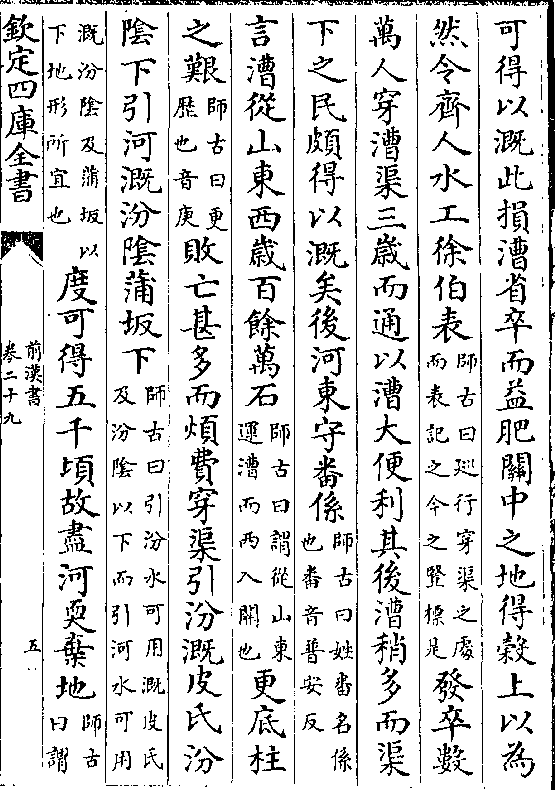 可得以溉此損漕省卒而益肥關中之地得榖上以為
然令齊人水工徐伯表師古曰廵行穿渠之處而表記之今之豎標是發卒數
萬人穿漕渠三歳而通以漕大便利其後漕稍多而渠
下之民頗得以溉矣後河東守番係師古曰姓番名係也番音普安反
言漕從山東西歳百餘萬石師古曰謂從山東運漕而西入關也更底柱
之艱師古曰更歴也音庚敗亡甚多而煩費穿渠引汾溉皮氏汾
隂下引河溉汾隂蒲坂下師古曰引汾水可用溉皮氏及汾隂以下而引河水可用
溉汾隂及蒲坂以下地形所宜也度可得五千頃故盡河奭棄地師古曰謂
欽定四庫全書
前漢書
卷二十九
五